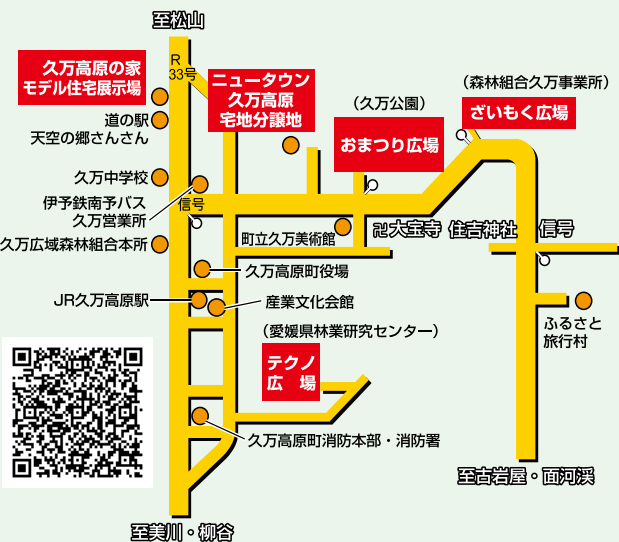 至松山
R
33号
久万高原の家
モデル住宅展示場
ニュータウン
久万高原
宅地分譲地
(久万公園)
おまつり広場
(森林組合久万事業所)
ざいもく広場
道の駅
天空の郷さんさん
久万中学校
伊予鉄南予バス
久万営業所
信号
久万広域森林組合本所
町立久万美術館
卍大宝寺
住吉神社
信号
久万高原町役場
JR久万高原駅
産業文化会館
(愛媛県林業研究センター)
テクノ
広 場
ふるさと
旅行村
久万高原町消防本部・消防署
至古岩屋・面河渓
至美川・柳谷